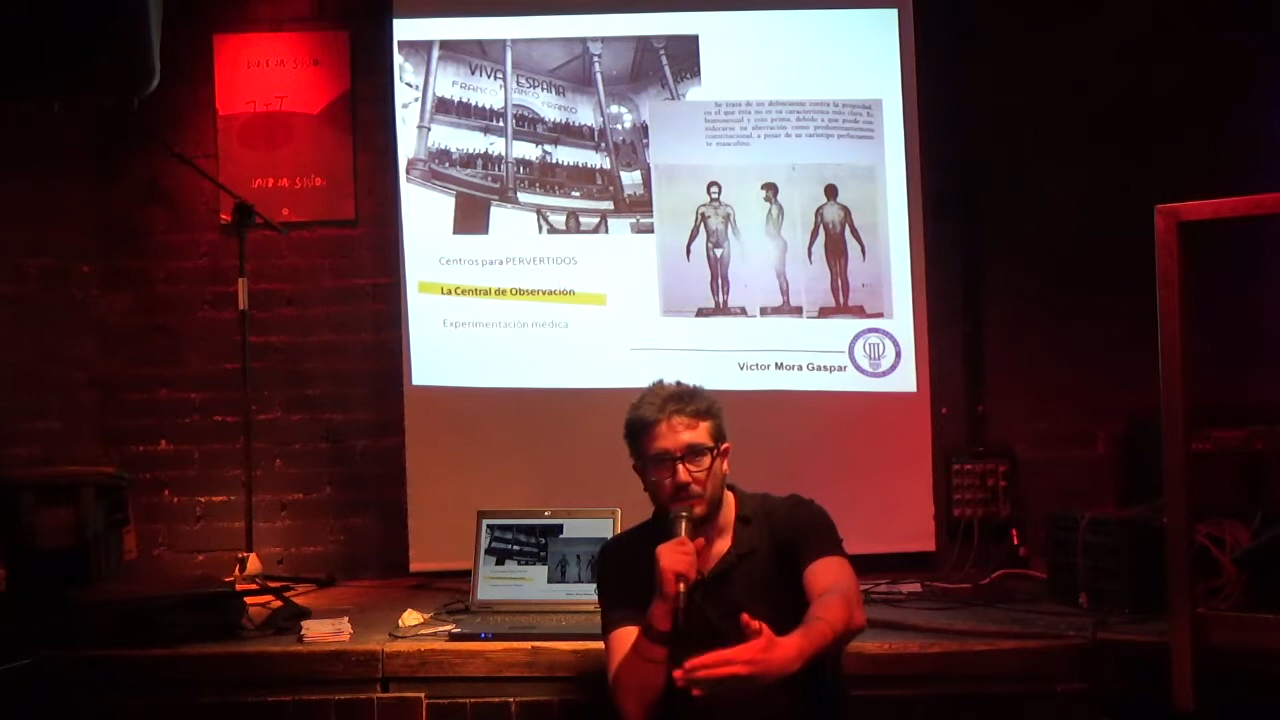 VIVA ESPAÑA
FRANCO FRANCO FRANCO
Se trata de un delincuente contra la propiedad,
en el que ésta no es su característica más clara. Es
homosexual y coito prima, debido a que puede con-
siderarse su aberración como predominantemente
constitucional, a pesar de su cariotipo perfectamen-
te masculino.
Centros para PERVERTIDOS
La Central de Observación
Experimentación médica
Victor Mora Gaspar